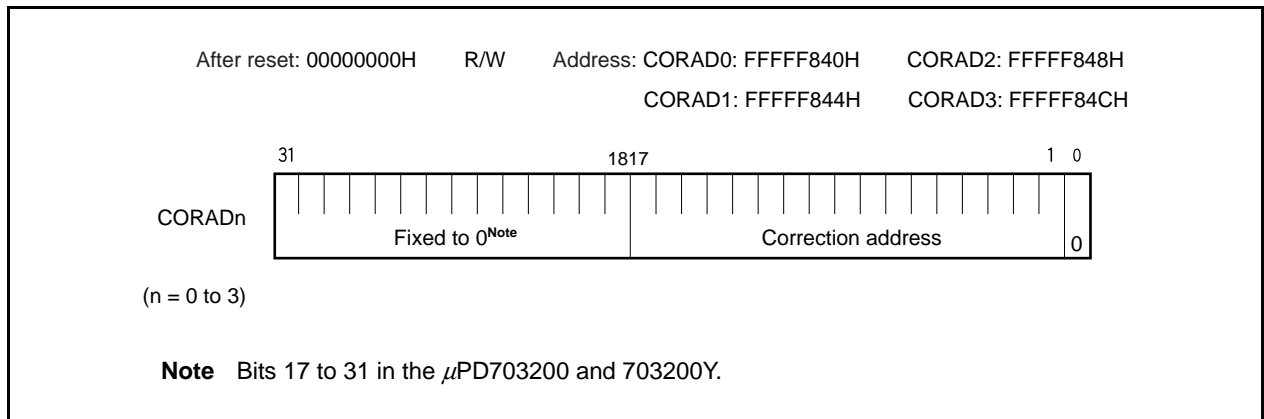 After reset: 00000000H R/W Address: CORAD0: FFFFF840H CORAD2: FFFFF848H
CORAD1: FFFFF844H CORAD3: FFFFF84CH
31 1817 1 0
CORADn Fixed to 0Note Correction address 0
(n = 0 to 3)
Note Bits 17 to 31 in the μPD703200 and 703200Y.